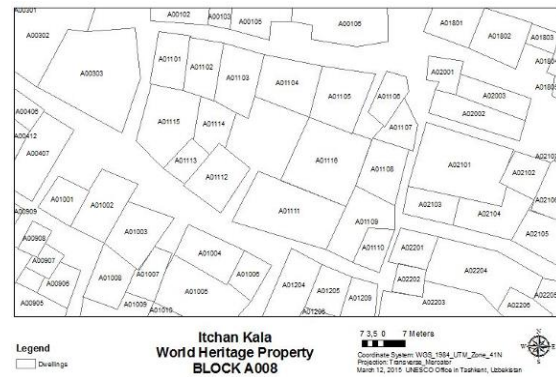 A00301
A00302
A00102
A00103
A00105
A00106
A01801
A01802
A01803
A00303
A01101
A01102
A01103
A01104
A01105
A01106
A01107
A02001
A02003
A02002
A00406
A00412
A00407
A01115
A01114
A01113
A01112
A01116
A01108
A02101
A02102
A01001
A01002
A01003
A01111
A01109
A01110
A02103
A02104
A02105
A00909
A00908
A00907
A00906
A00905
A01008
A01007
A01009
A01010
A01004
A01005
A01006
A01204
A01205
A01209
A02201
A02202
A02203
A02204
A02206
Legend
Dwellings
Itchan Kala
World Heritage Property
BLOCK A008
7 3,5 0 7 Meters
Coordinate System: WGS_1984_UTM_Zone_41N
Projection: Transverse_Mercator
March 12, 2015 UNESCO Office in Tashkent, Uzbekistan
N
W
E
S